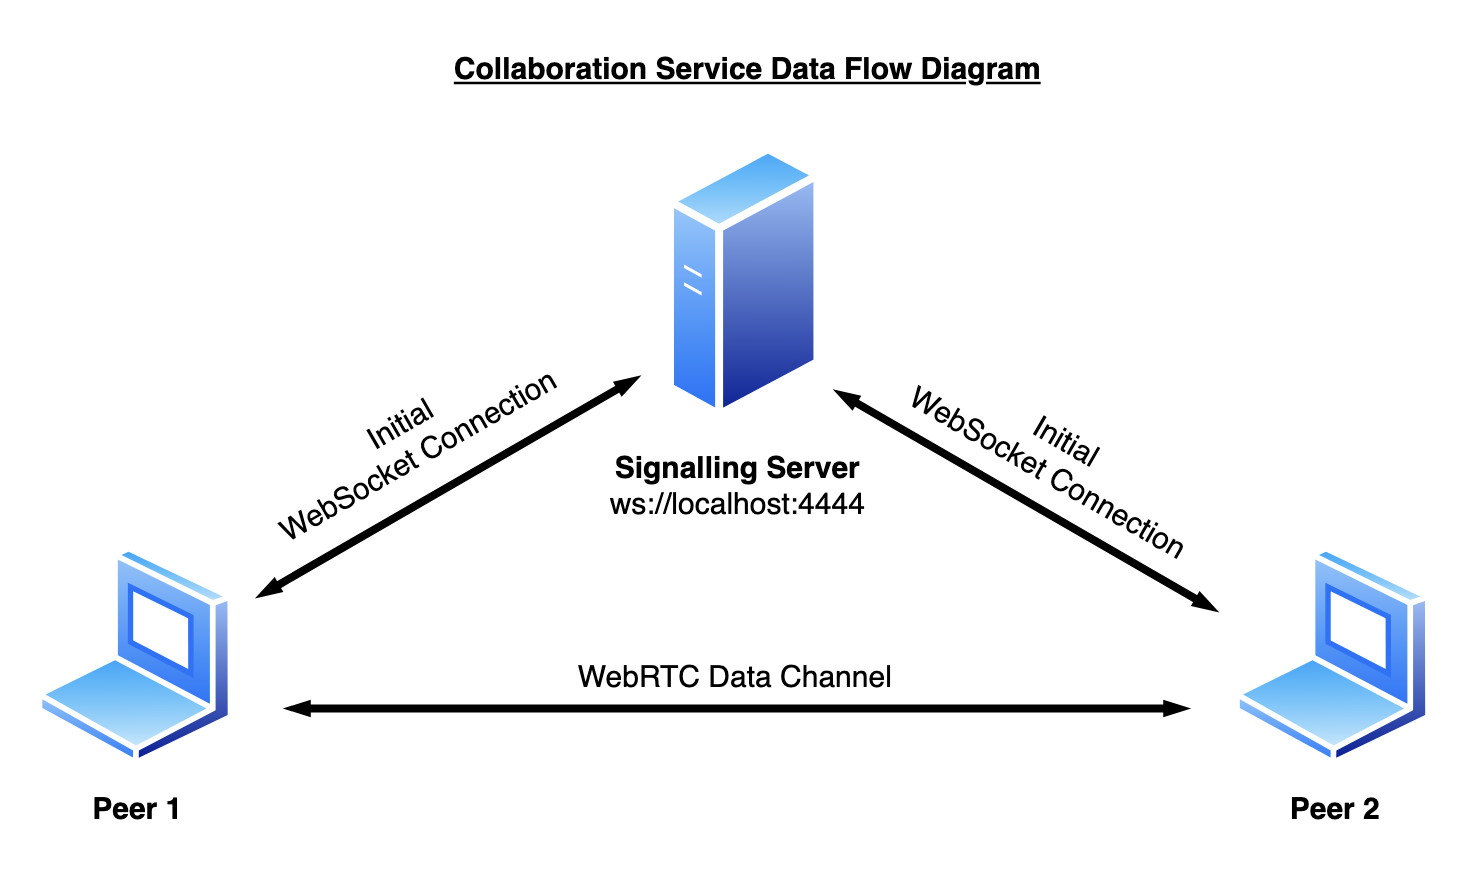 Collaboration Service Data Flow Diagram
Initial
WebSocket Connection
Initial
WebSocket Connection
Signalling Server
ws://localhost:4444
WebRTC Data Channel
Peer 1
Peer 2